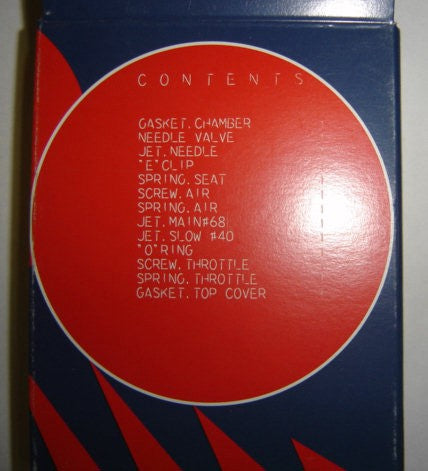 CONTENTS
GASKET.CHAMBER
NEEDLE VALVE
JET.NEEDLE
"E"CLIP
SPRING.SEAT
SCREW.AIR
SPRING.AIR
JET.MAIN#68
JET.SLOW #40
"O"RING
SCREW.THROTTLE
SPRING.THROTTLE
GASKET.TOP COVER